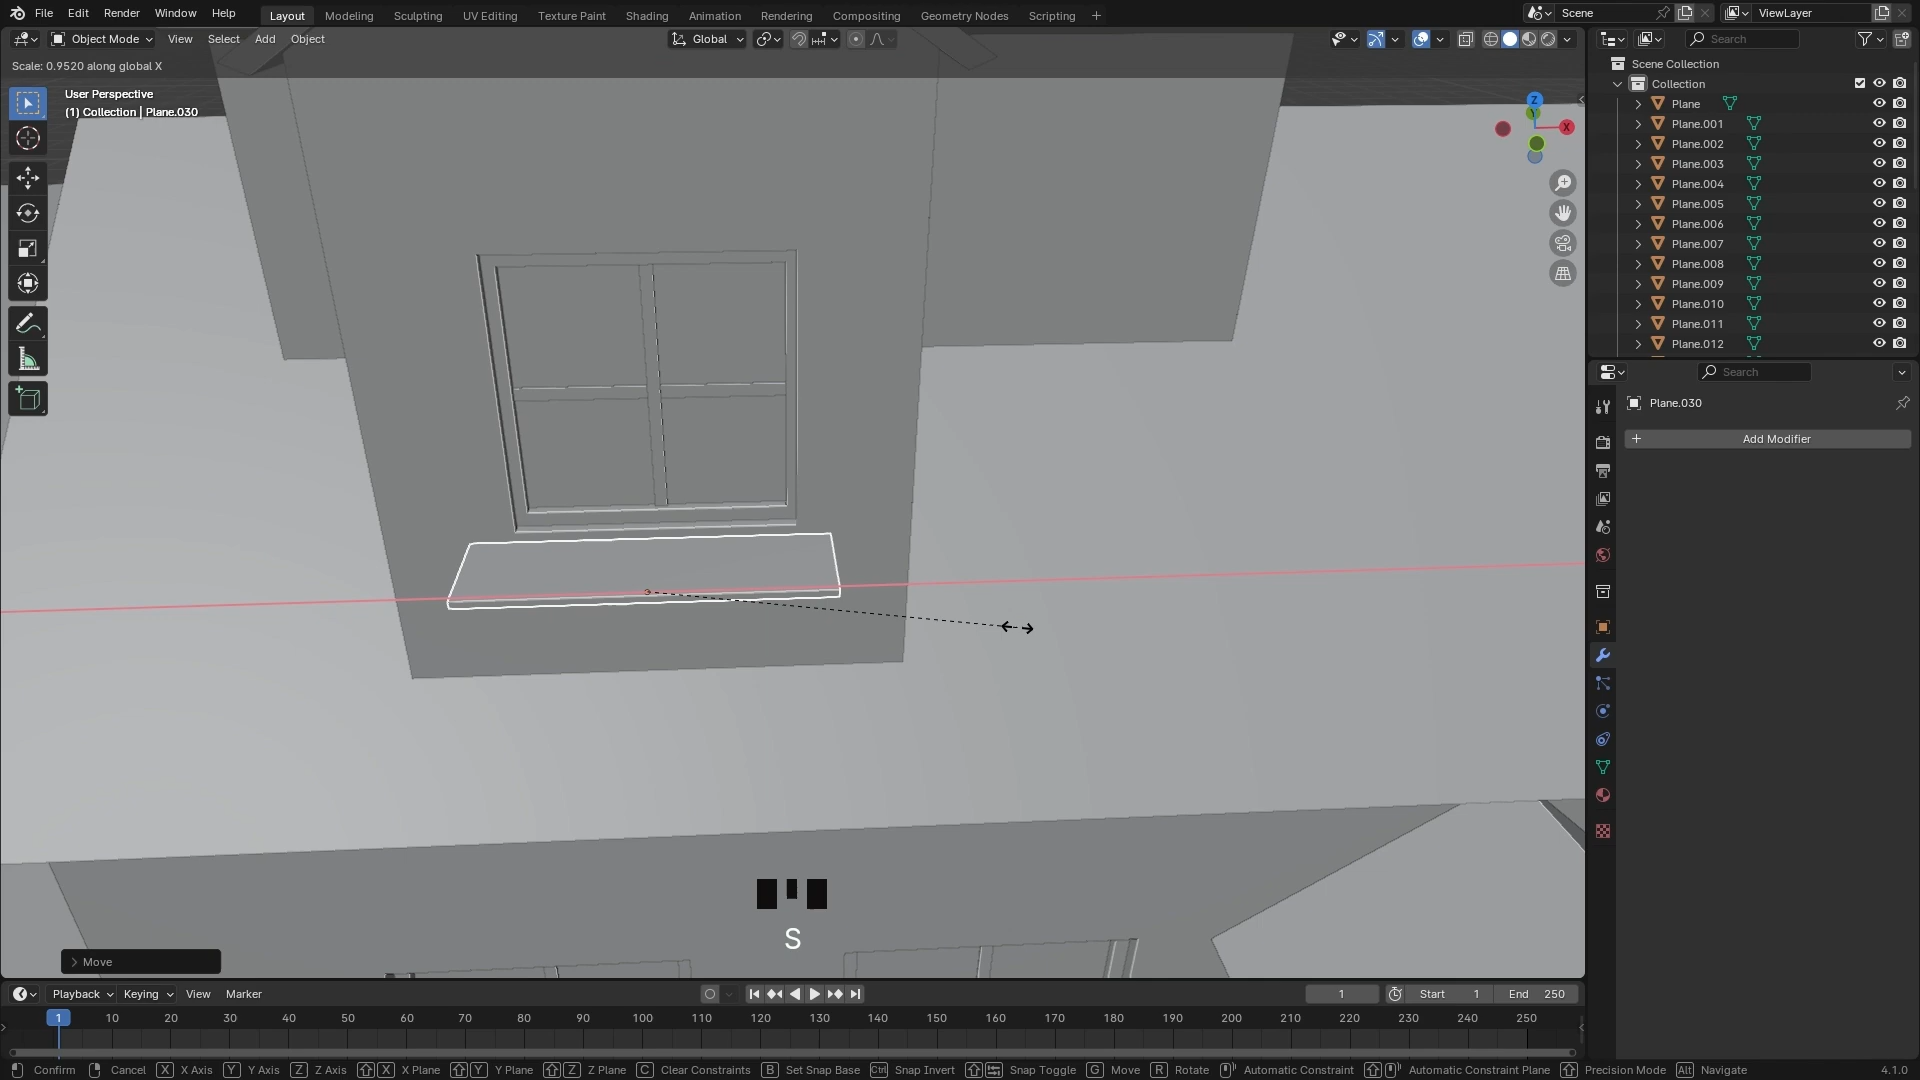 File Edit Render Window Help Layout Modeling Sculpting UV Editing Texture Paint Shading Animation Rendering Compositing Geometry Nodes Scripting + Scene ViewLayer
Object Mode View Select Add Object Global Search
Scale: 0.9520 along global X
Scene Collection
User Perspective
(1) Collection | Plane.030
Collection
Plane
Plane.001
Plane.002
Plane.003
Plane.004
Plane.005
Plane.006
Plane.007
Plane.008
Plane.009
Plane.010
Plane.011
Plane.012
Z
X
Search
Plane.030
+ Add Modifier
S
Move
Playback Keying View Marker 1 Start 1 End 250
1 10 20 30 40 50 60 70 80 90 100 110 120 130 140 150 160 170 180 190 200 210 220 230 240 250
Confirm Cancel X X Axis Y Y Axis Z Z Axis X X Plane Y Y Plane Z Z Plane C Clear Constraints B Set Snap Base Ctrl Snap Invert Snap Toggle G Move R Rotate Automatic Constraint Automatic Constraint Plane Precision Mode Alt Navigate 4.1.0